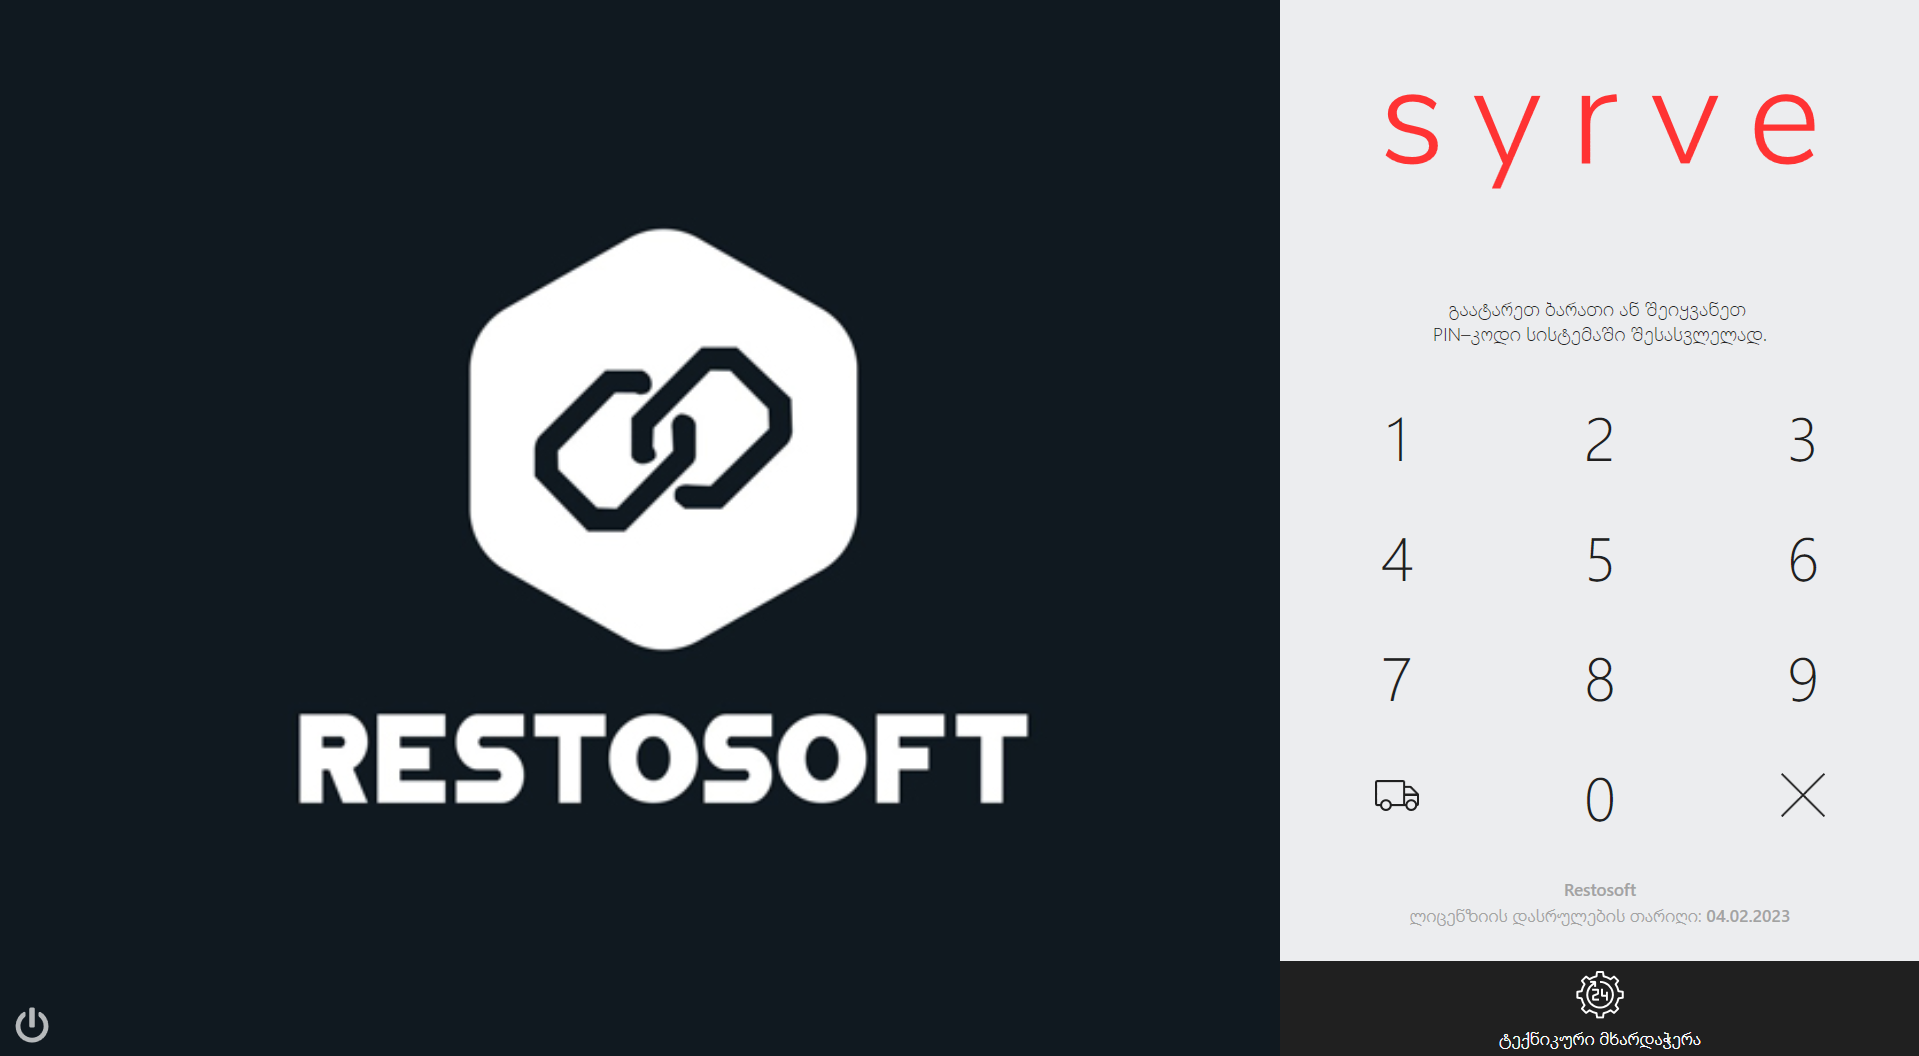 RESTOSOFT
syrve
გაატარეთ ბარათი ან შეიყვანეთ
PIN–კოდი სისტემაში შესასვლელად.
1 2 3
4 5 6
7 8 9
0
Restosoft
ლიცენზიის დასრულების თარიღი: 04.02.2023
24
ტექნიკური მხარდაჭერა